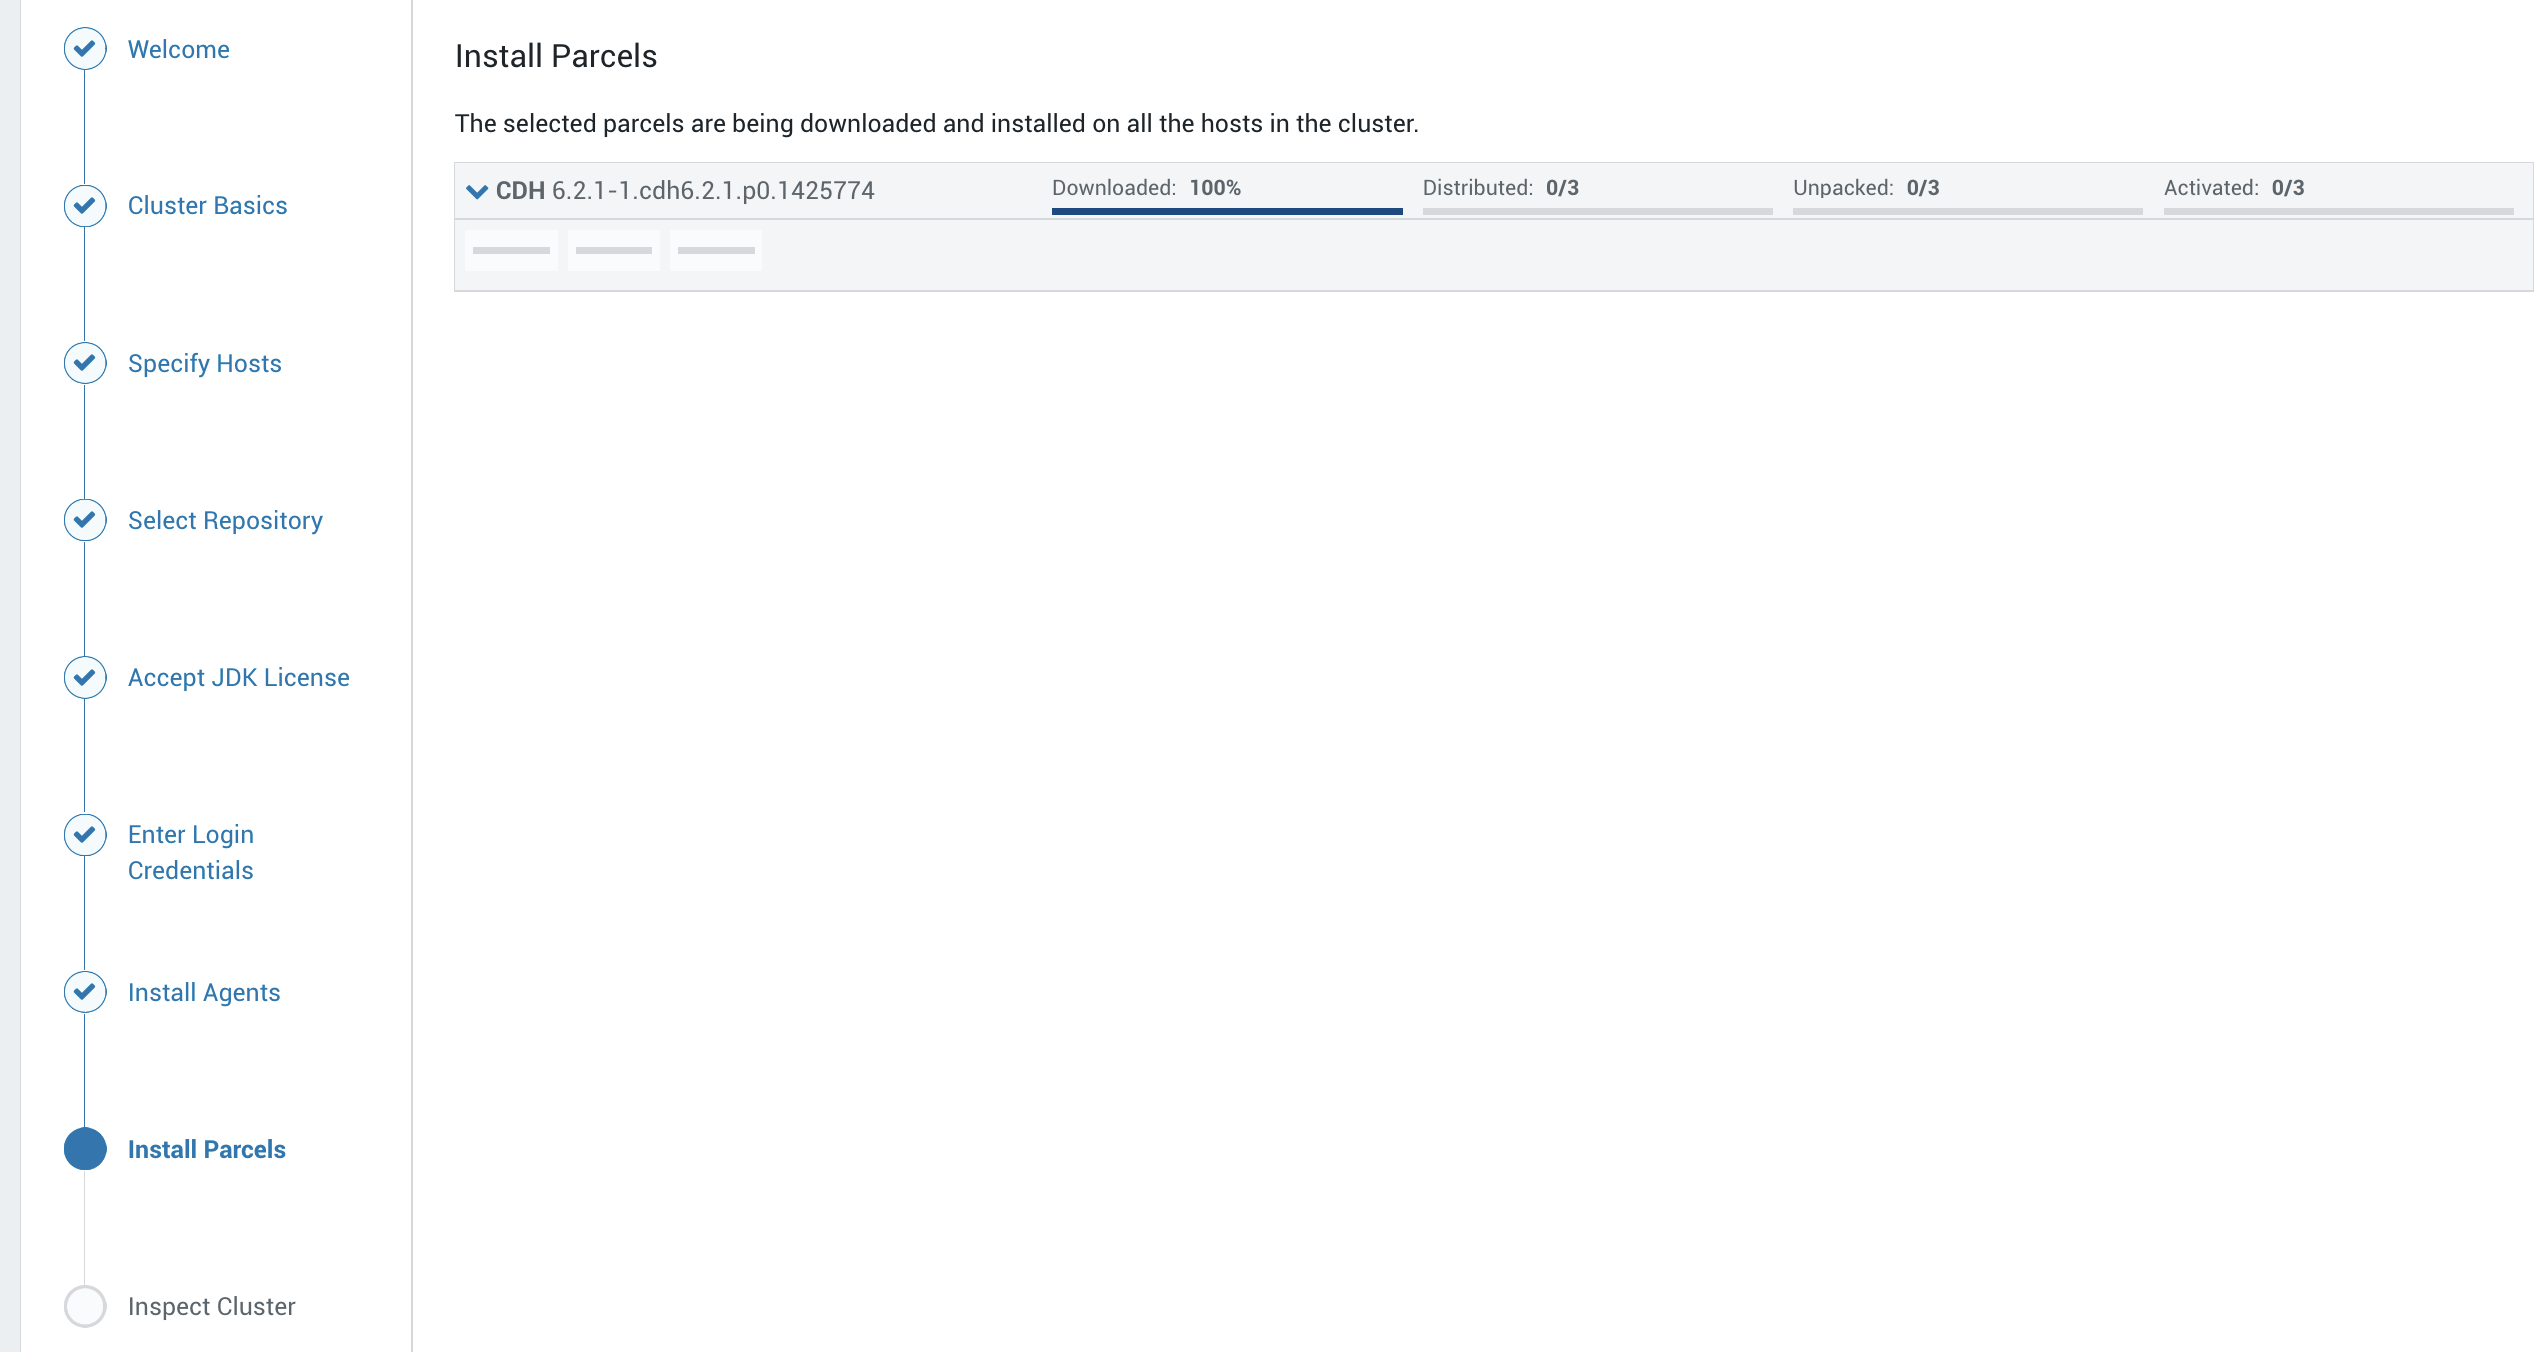 Welcome
Cluster Basics
Specify Hosts
Select Repository
Accept JDK License
Enter Login
Credentials
Install Agents
Install Parcels
Inspect Cluster
Install Parcels
The selected parcels are being downloaded and installed on all the hosts in the cluster.
CDH 6.2.1-1.cdh6.2.1.p0.1425774 Downloaded: 100% Distributed: 0/3 Unpacked: 0/3 Activated: 0/3